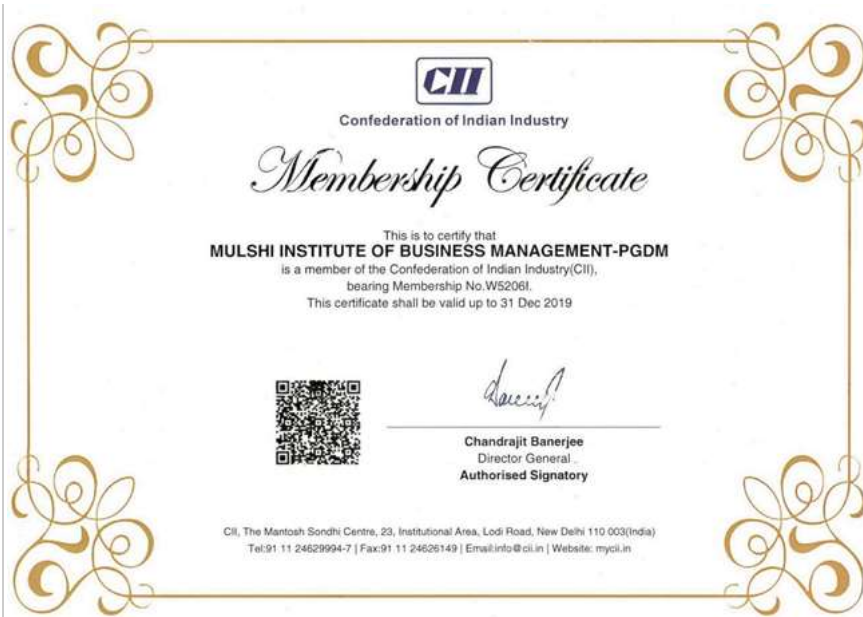 CII
Confederation of Indian Industry
Membership Certificate
This is to certify that
MULSHI INSTITUTE OF BUSINESS MANAGEMENT-PGDM
is a member of the Confederation of Indian Industry(CII),
bearing Membership No.W5206I.
This certificate shall be valid up to 31 Dec 2019
Chandrajit Banerjee
Director General
Authorised Signatory
CII, The Mantosh Sondhi Centre, 23, Institutional Area, Lodi Road, New Delhi 110 003(India)
Tel:91 11 24629994-7 | Fax:91 11 24626149 | Email:info@cii.in | Website: mycii.in